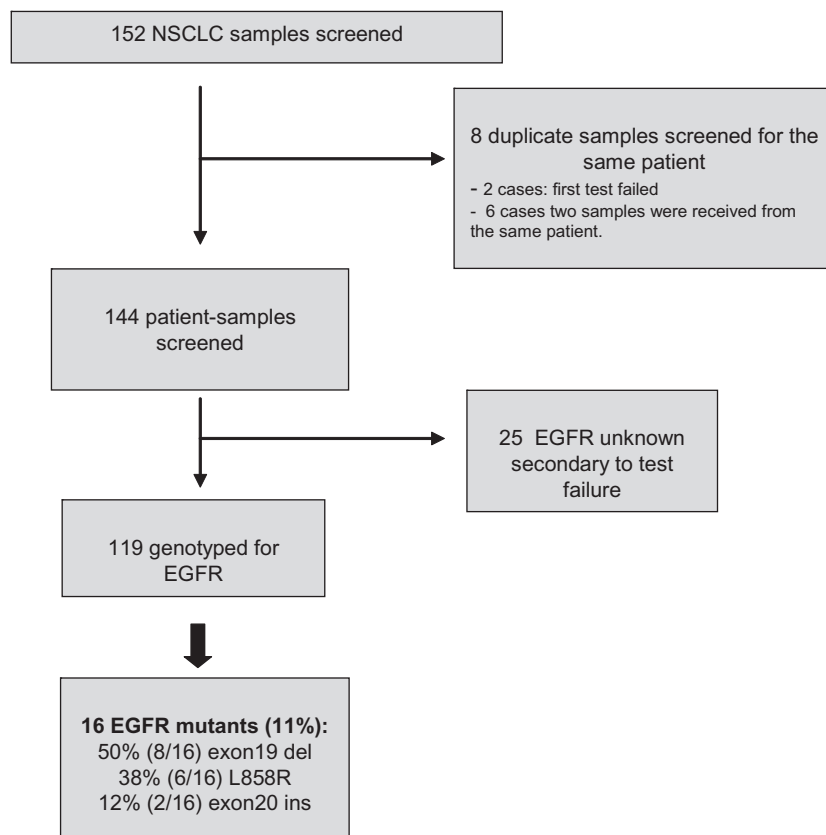 152 NSCLC samples screened
8 duplicate samples screened for the
same patient
- 2 cases: first test failed
- 6 cases two samples were received from
the same patient.
144 patient-samples
screened
25 EGFR unknown
secondary to test
failure
119 genotyped for
EGFR
16 EGFR mutants (11%):
50% (8/16) exon19 del
38% (6/16) L858R
12% (2/16) exon20 ins